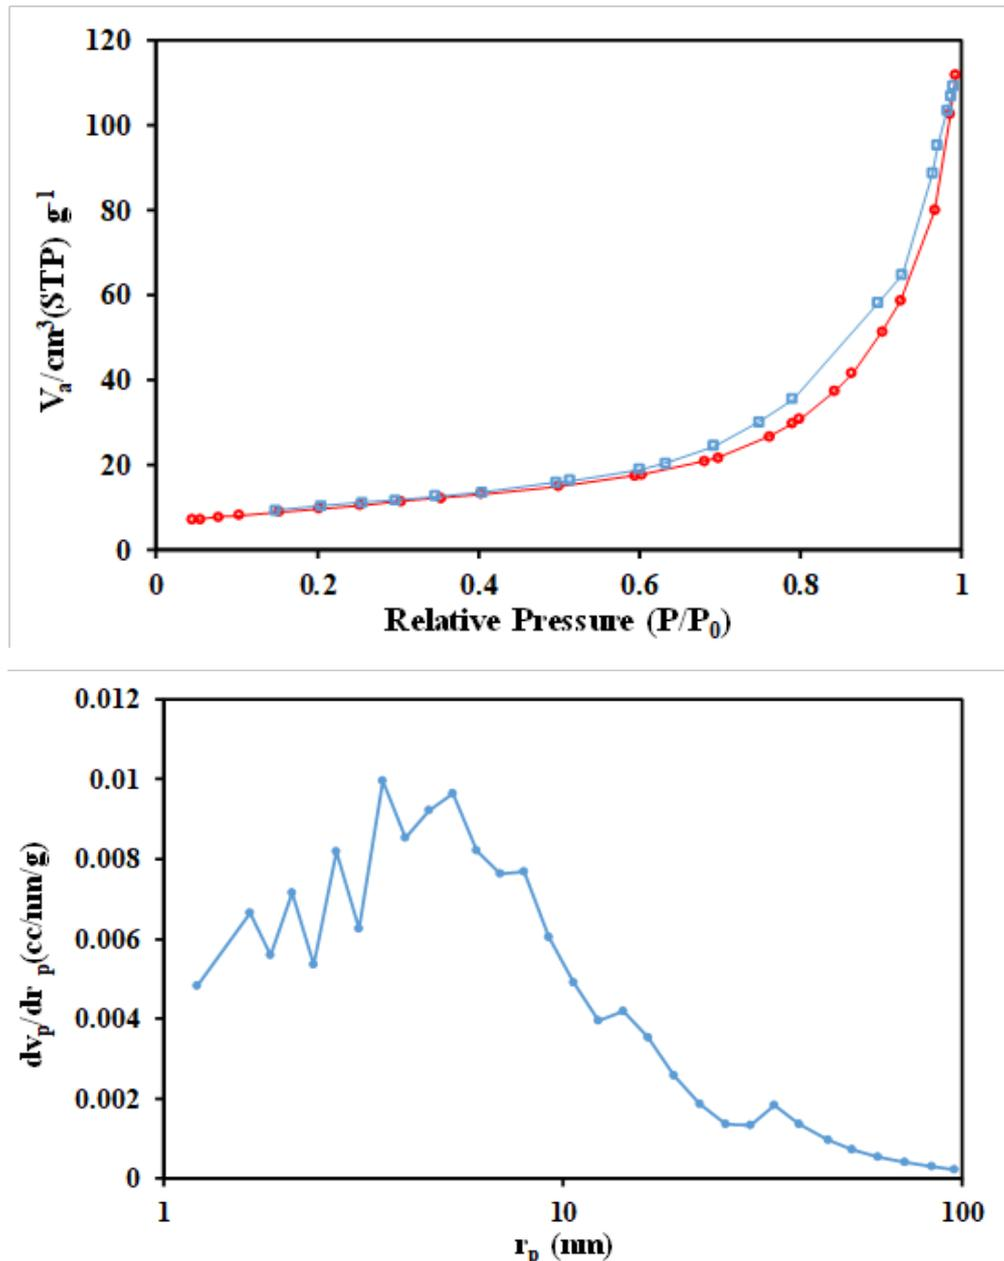 120
100
80
60
40
20
0
0 0.2 0.4 0.6 0.8 1
Vₐ/cm³(STP) g⁻¹
Relative Pressure (P/P₀)
0.012
0.01
0.008
0.006
0.004
0.002
0
1 10 100
dvₚ/dr ₚ(cc/nm/g)
rₚ (nm)